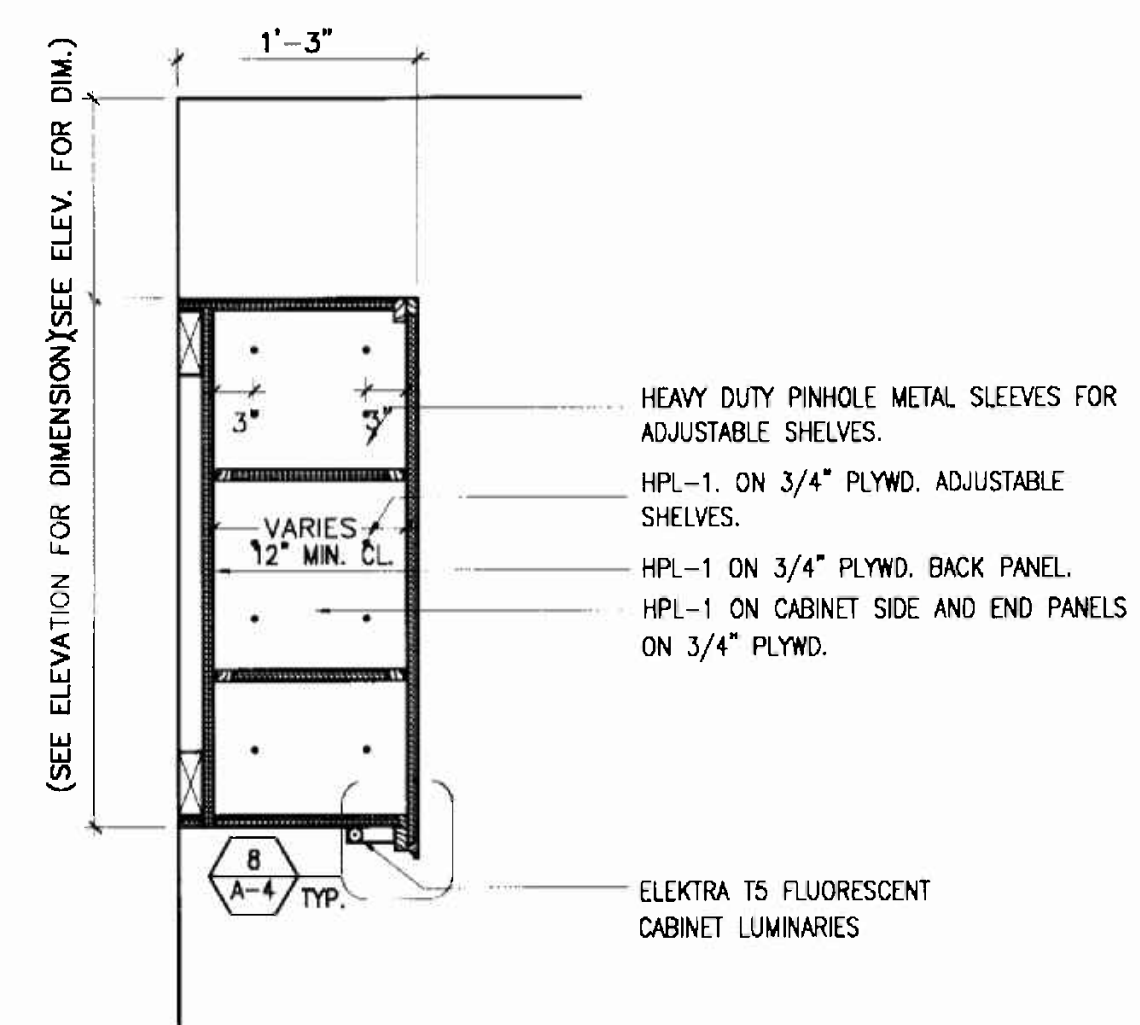 1'-3"
(SEE ELEV. FOR DIM.)
(SEE ELEVATION FOR DIMENSION)
3"
3"
HEAVY DUTY PINHOLE METAL SLEEVES FOR
ADJUSTABLE SHELVES.
HPL-1. ON 3/4" PLYWD. ADJUSTABLE
SHELVES.
VARIES
12" MIN. CL.
HPL-1 ON 3/4" PLYWD. BACK PANEL.
HPL-1 ON CABINET SIDE AND END PANELS
ON 3/4" PLYWD.
8
A-4
TYP.
ELEKTRA T5 FLUORESCENT
CABINET LUMINARIES